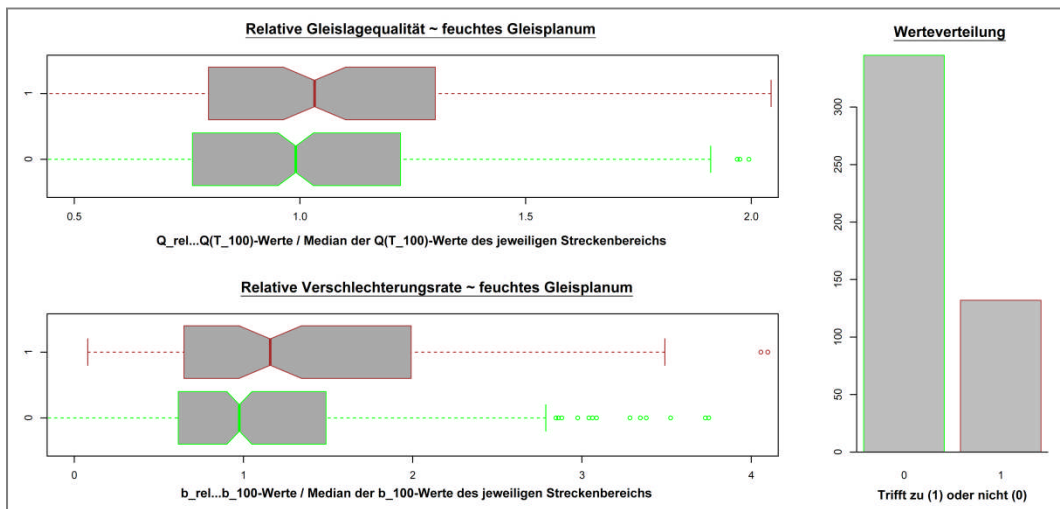 Relative Gleislagequalität ~ feuchtes Gleisplanum
1
0
0.5 1.0 1.5 2.0
Q_rel...Q(T_100)-Werte / Median der Q(T_100)-Werte des jeweiligen Streckenbereichs
Relative Verschlechterungsrate ~ feuchtes Gleisplanum
1
0
0 1 2 3 4
b_rel...b_100-Werte / Median der b_100-Werte des jeweiligen Streckenbereichs
Werteverteilung
300
250
200
150
100
50
0
0 1
Trifft zu (1) oder nicht (0)